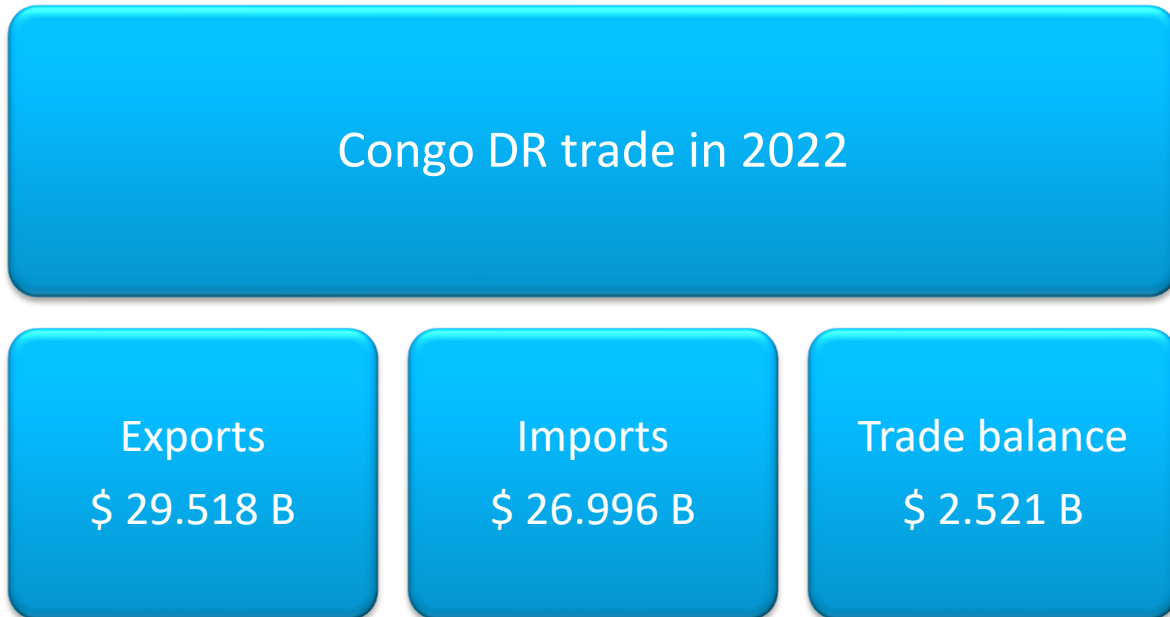 Congo DR trade in 2022
Exports
$ 29.518 B
Imports
$ 26.996 B
Trade balance
$ 2.521 B